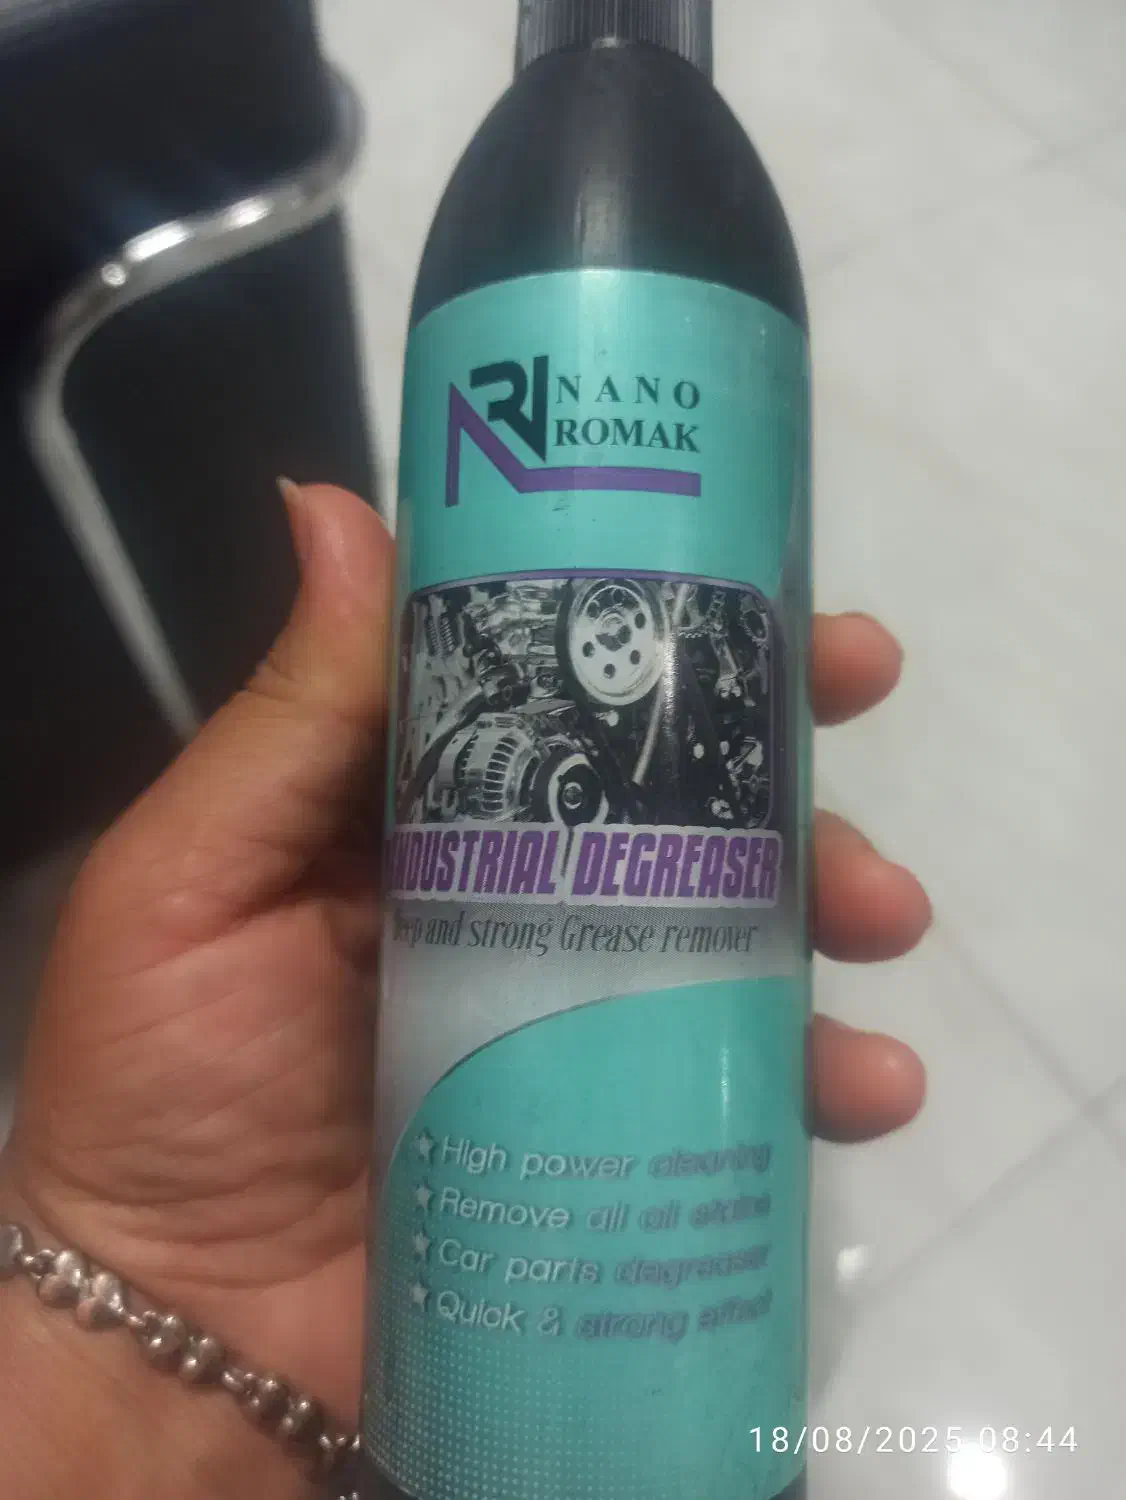 NANO
ROMAK
INDUSTRIAL DEGREASER
Deep and strong Grease remover
High power cleaning
Remove all oil stains
Car parts degreaser
Quick & strong effect
18/08/2025 08:44